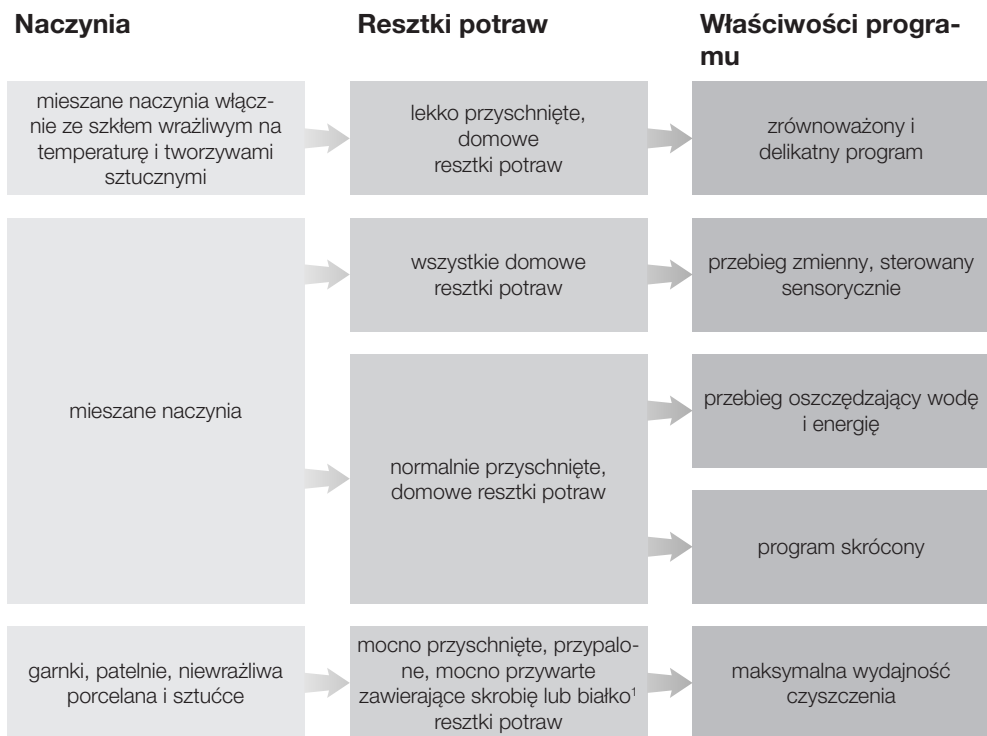 Naczynia
Resztki potraw
Właściwości progra-
mu
mieszane naczynia włącz-
nie ze szkłem wrażliwym na
temperaturę i tworzywami
sztucznymi
lekko przyschnięte,
domowe
resztki potraw
zrównoważony i
delikatny program
mieszane naczynia
wszystkie domowe
resztki potraw
przebieg zmienny, sterowany
sensorycznie
normalnie przyschnięte,
domowe resztki potraw
przebieg oszczędzający wodę
i energię
program skrócony
garnki, patelnie, niewrażliwa
porcelana i sztućce
mocno przyschnięte, przypalo-
ne, mocno przywarte
zawierające skrobię lub białko¹
resztki potraw
maksymalna wydajność
czyszczenia